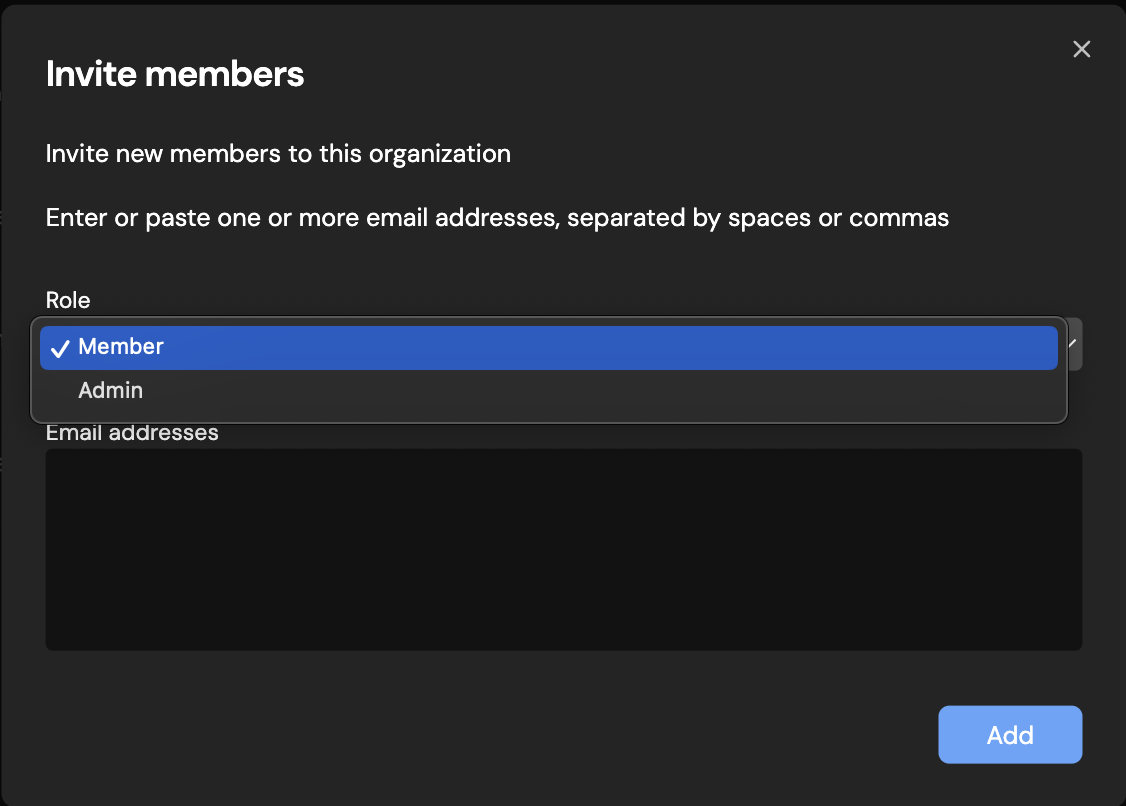 Invite members
Invite new members to this organization
Enter or paste one or more email addresses, separated by spaces or commas
Role
Member
Admin
Email addresses
Add